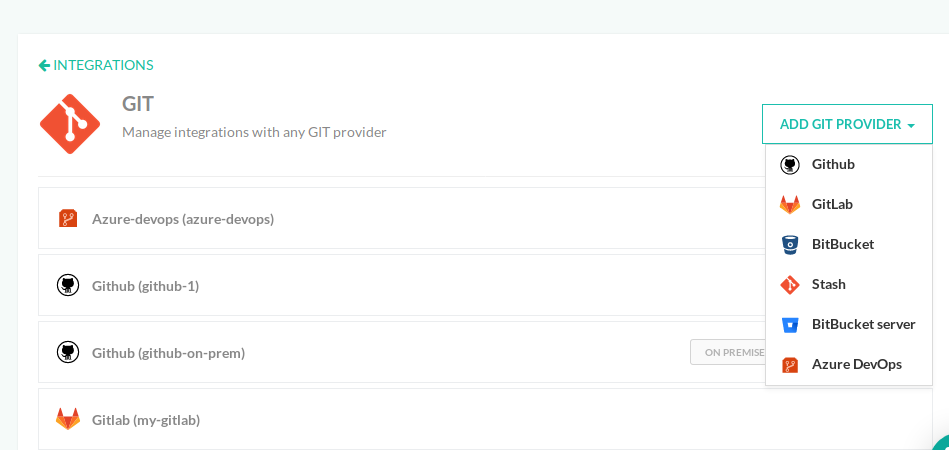 INTEGRATIONS
GIT
Manage integrations with any GIT provider
ADD GIT PROVIDER
Github
GitLab
BitBucket
Stash
BitBucket server
Azure DevOps
Azure-devops (azure-devops)
Github (github-1)
Github (github-on-prem)
ON PREMISE
Gitlab (my-gitlab)